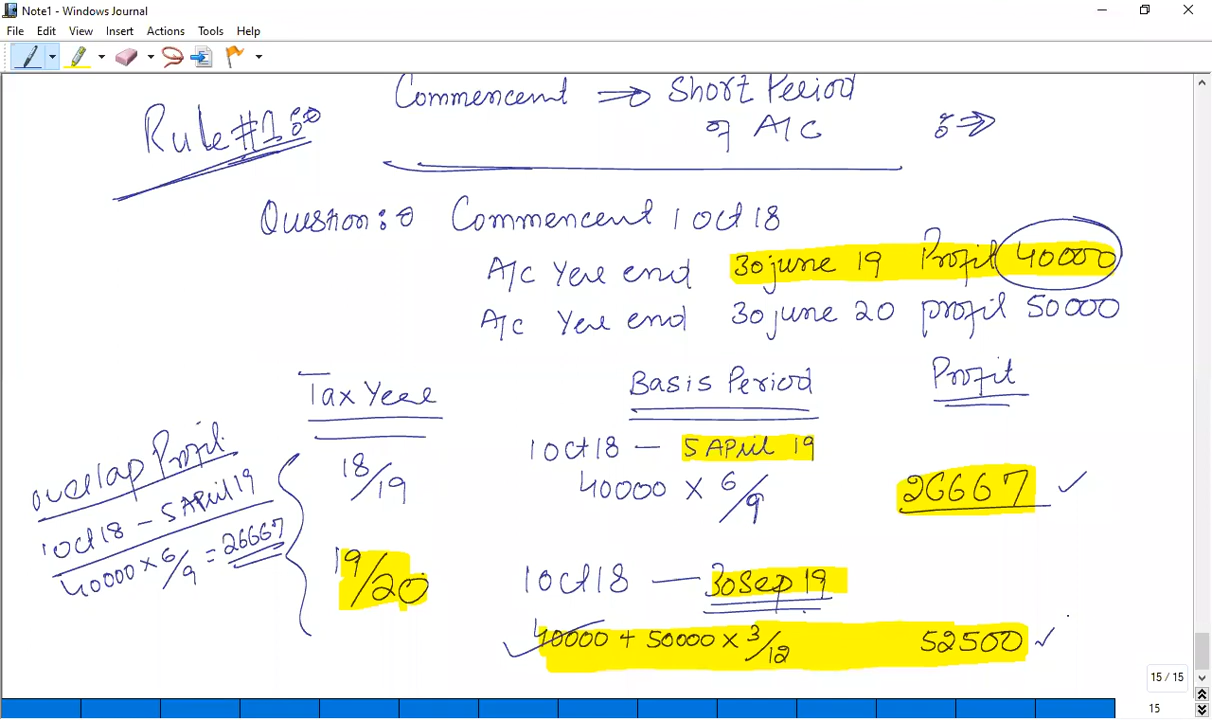 Note1 - Windows Journal
File Edit View Insert Actions Tools Help
Rule #1 Commencent ⇒ Short Period
of A/C ⇒
Question: Commencent 1 Oct 18
A/C Yere end 30 june 19 Profit 40000
A/C Yere end 30 june 20 profit 50000
Tax Year Basis Period Profit
18/19 1 Oct 18 — 5 April 19
40000 × 6/9 26667
19/20 1 Oct 18 — 30 Sep 19
40000 + 50000 × 3/12 52500
overlap Profit
1 Oct 18 – 5 April 19
40000 × 6/9 = 26667
15 / 15
15